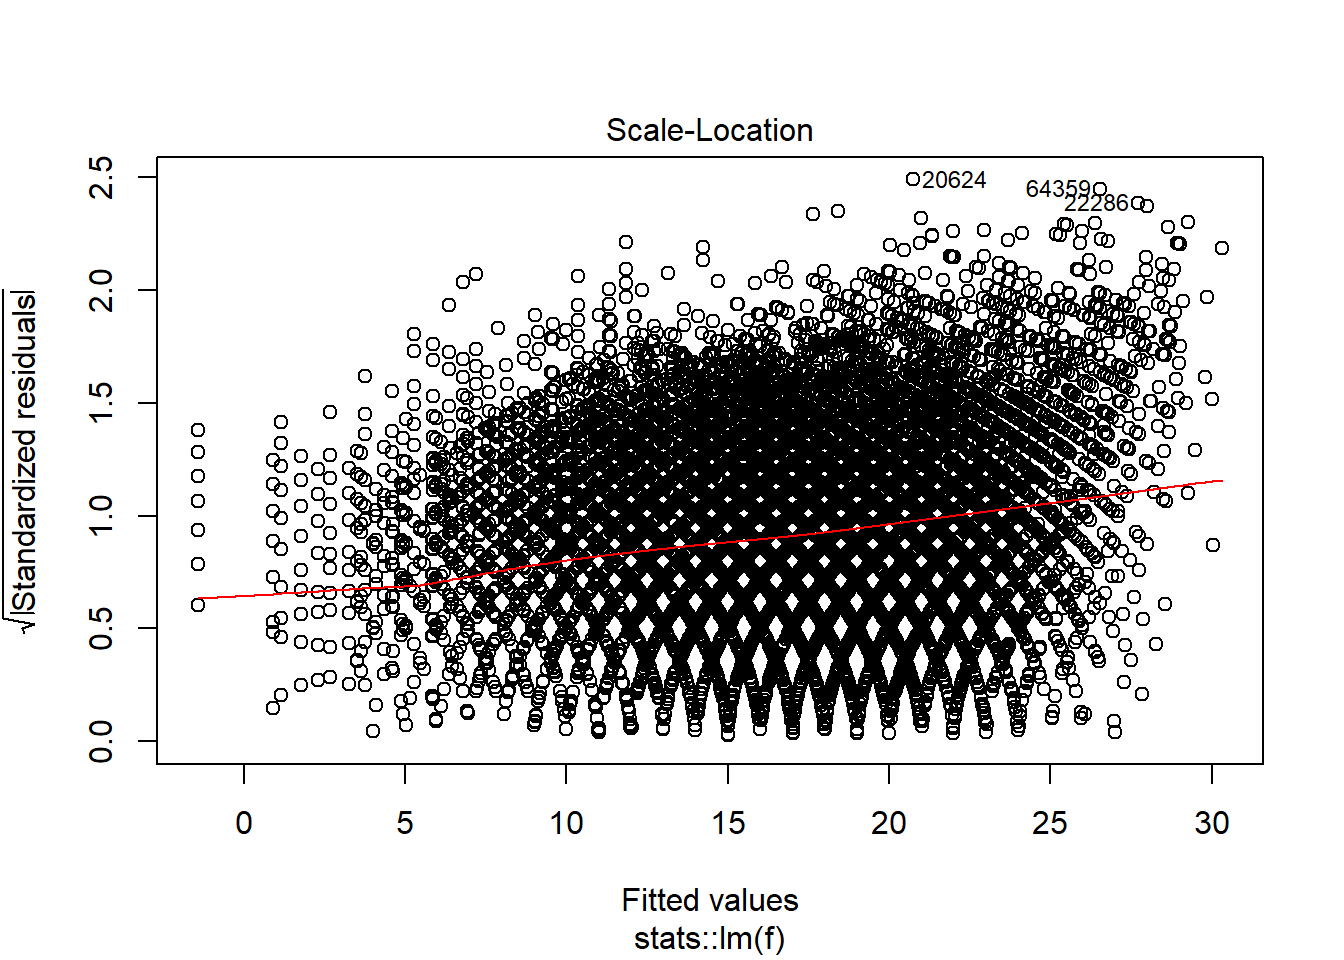 Scale-Location
√|Standardized residuals|
2.5
2.0
1.5
1.0
0.5
0.0
20624
64359
22286
0 5 10 15 20 25 30
Fitted values
stats::lm(f)